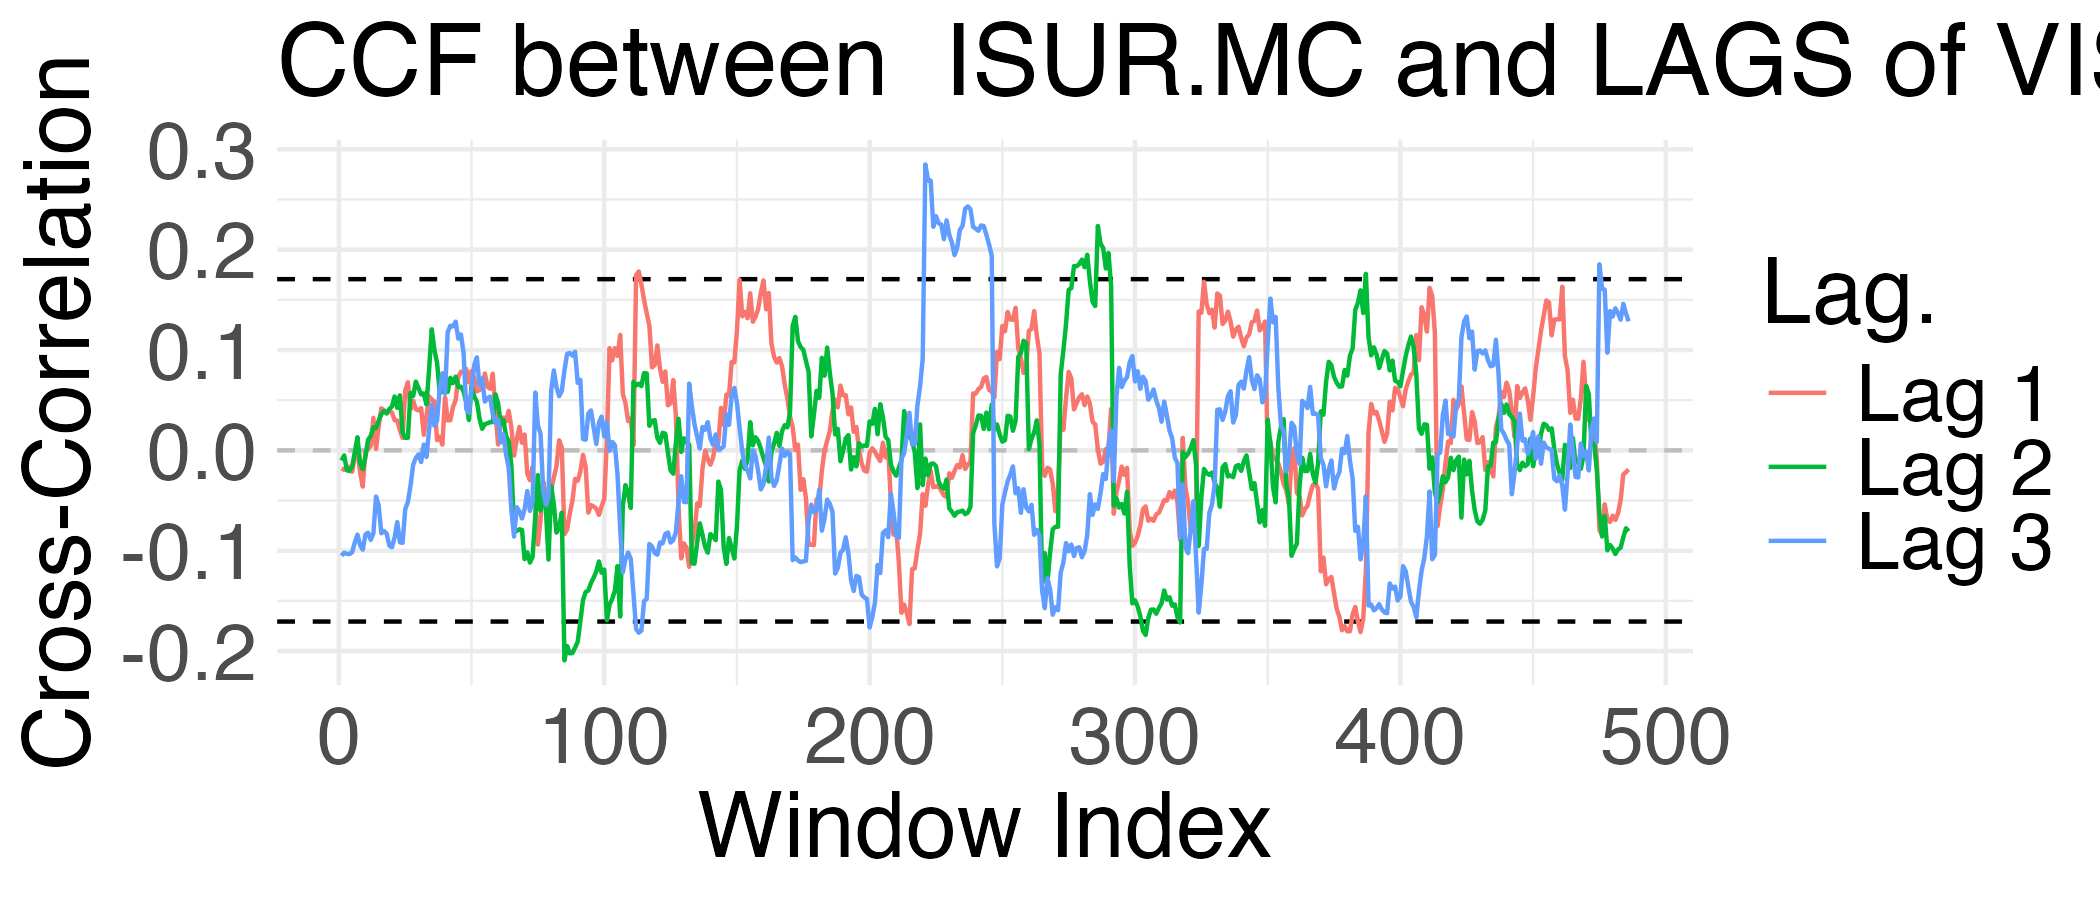 CCF between  ISUR.MC and LAGS of VIS
Cross-Correlation
0.3
0.2
0.1
0.0
-0.1
-0.2
0 100 200 300 400 500
Window Index
Lag.
Lag 1
Lag 2
Lag 3